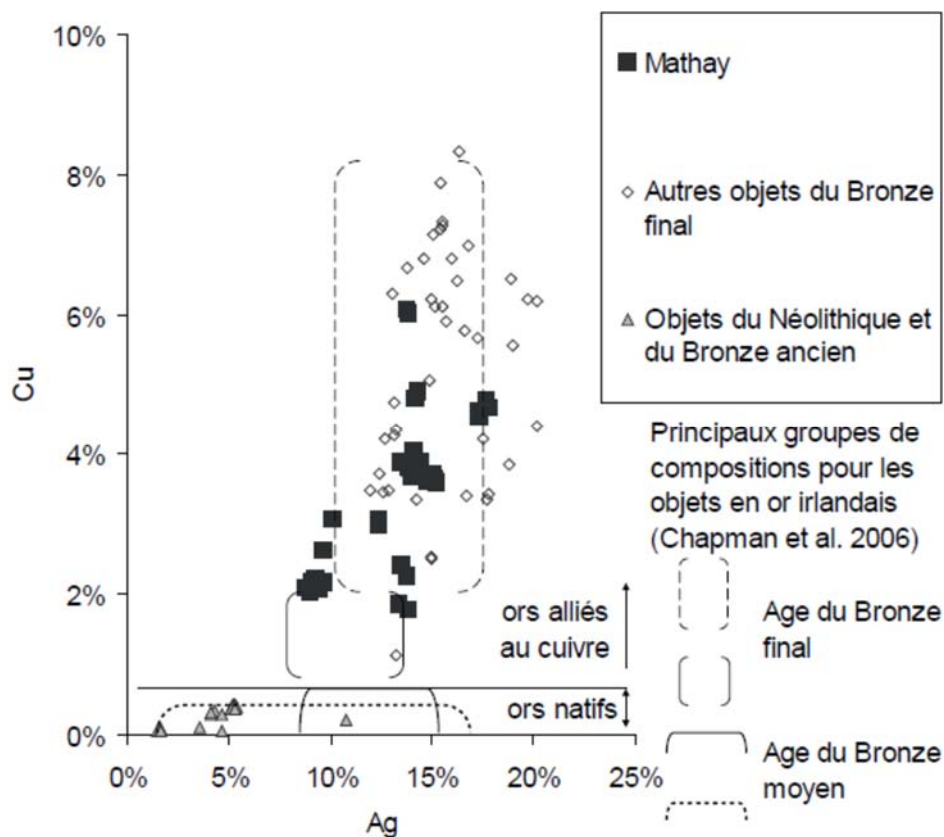 10%
8%
6%
4%
2%
0%
Cu
0%
5%
10%
15%
20%
25%
Ag
Mathay
Autres objets du Bronze
final
Objets du Néolithique et
du Bronze ancien
Principaux groupes de
compositions pour les
objets en or irlandais
(Chapman et al. 2006)
Age du Bronze
final
Age du Bronze
moyen
ors alliés
au cuivre
ors natifs